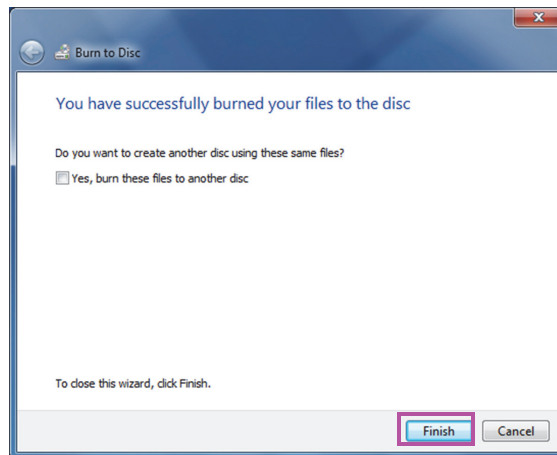 Burn to Disc
You have successfully burned your files to the disc
Do you want to create another disc using these same files?
Yes, burn these files to another disc
To close this wizard, click Finish.
Finish
Cancel